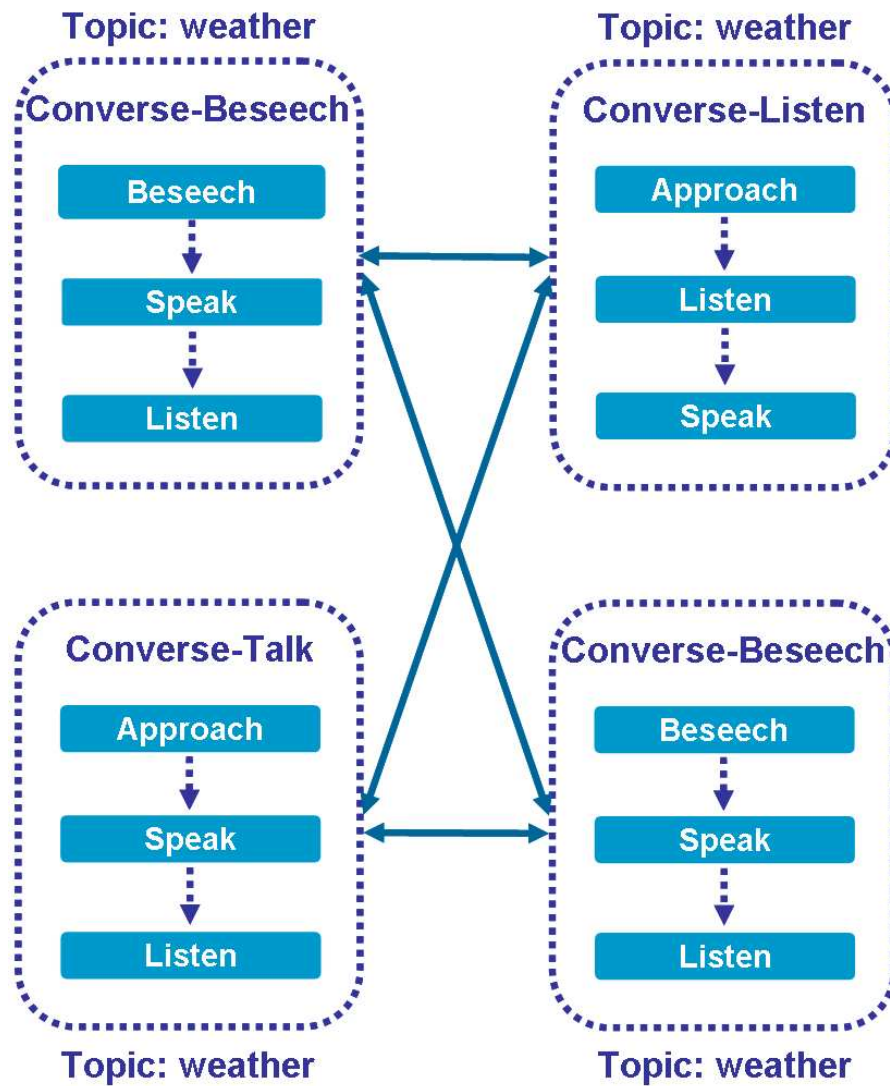 Topic: weather
Converse-Beseech
Beseech
Speak
Listen
Topic: weather
Converse-Listen
Approach
Listen
Speak
Converse-Talk
Approach
Speak
Listen
Topic: weather
Converse-Beseech
Beseech
Speak
Listen
Topic: weather